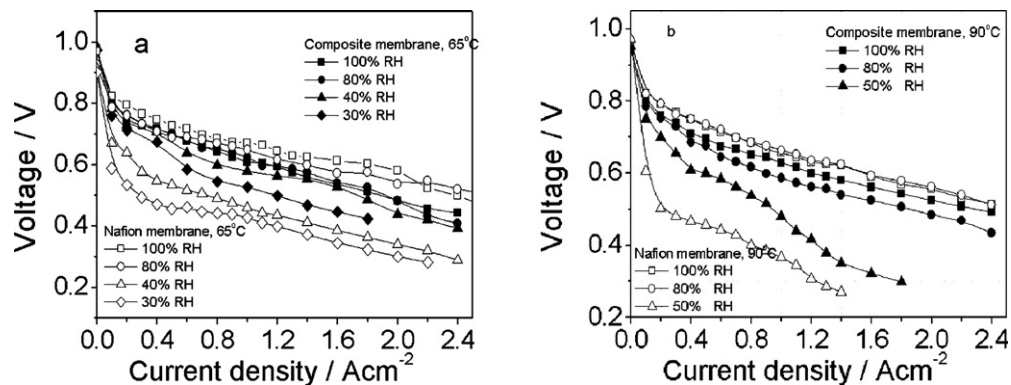 a
Composite membrane, 65°C
100% RH
80% RH
40% RH
30% RH
Nafion membrane, 65°C
100% RH
80% RH
40% RH
30% RH
1.0
0.8
0.6
0.4
0.2
Voltage / V
0.0 0.4 0.8 1.2 1.6 2.0 2.4
Current density / Acm-2
b
Composite membrane, 90°C
100% RH
80% RH
50% RH
Nafion membrane, 90°C
100% RH
80% RH
50% RH
1.0
0.8
0.6
0.4
0.2
Voltage / V
0.0 0.4 0.8 1.2 1.6 2.0 2.4
Current density / Acm-2